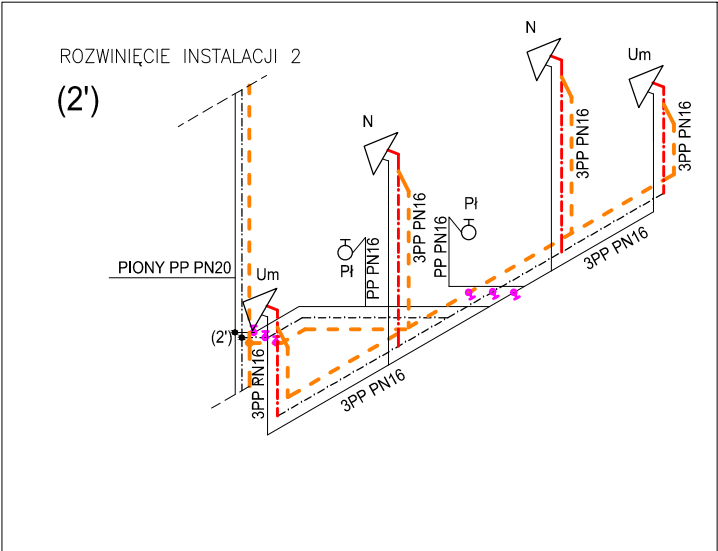 ROZWINIĘCIE INSTALACJI 2
(2')
N
Um
N
3PP PN16
3PP PN16
Pł
3PP PN16
PP PN16
Pł
PP PN16
3PP PN16
PIONY PP PN20
Um
(2')
3PP PN16
3PP PN16